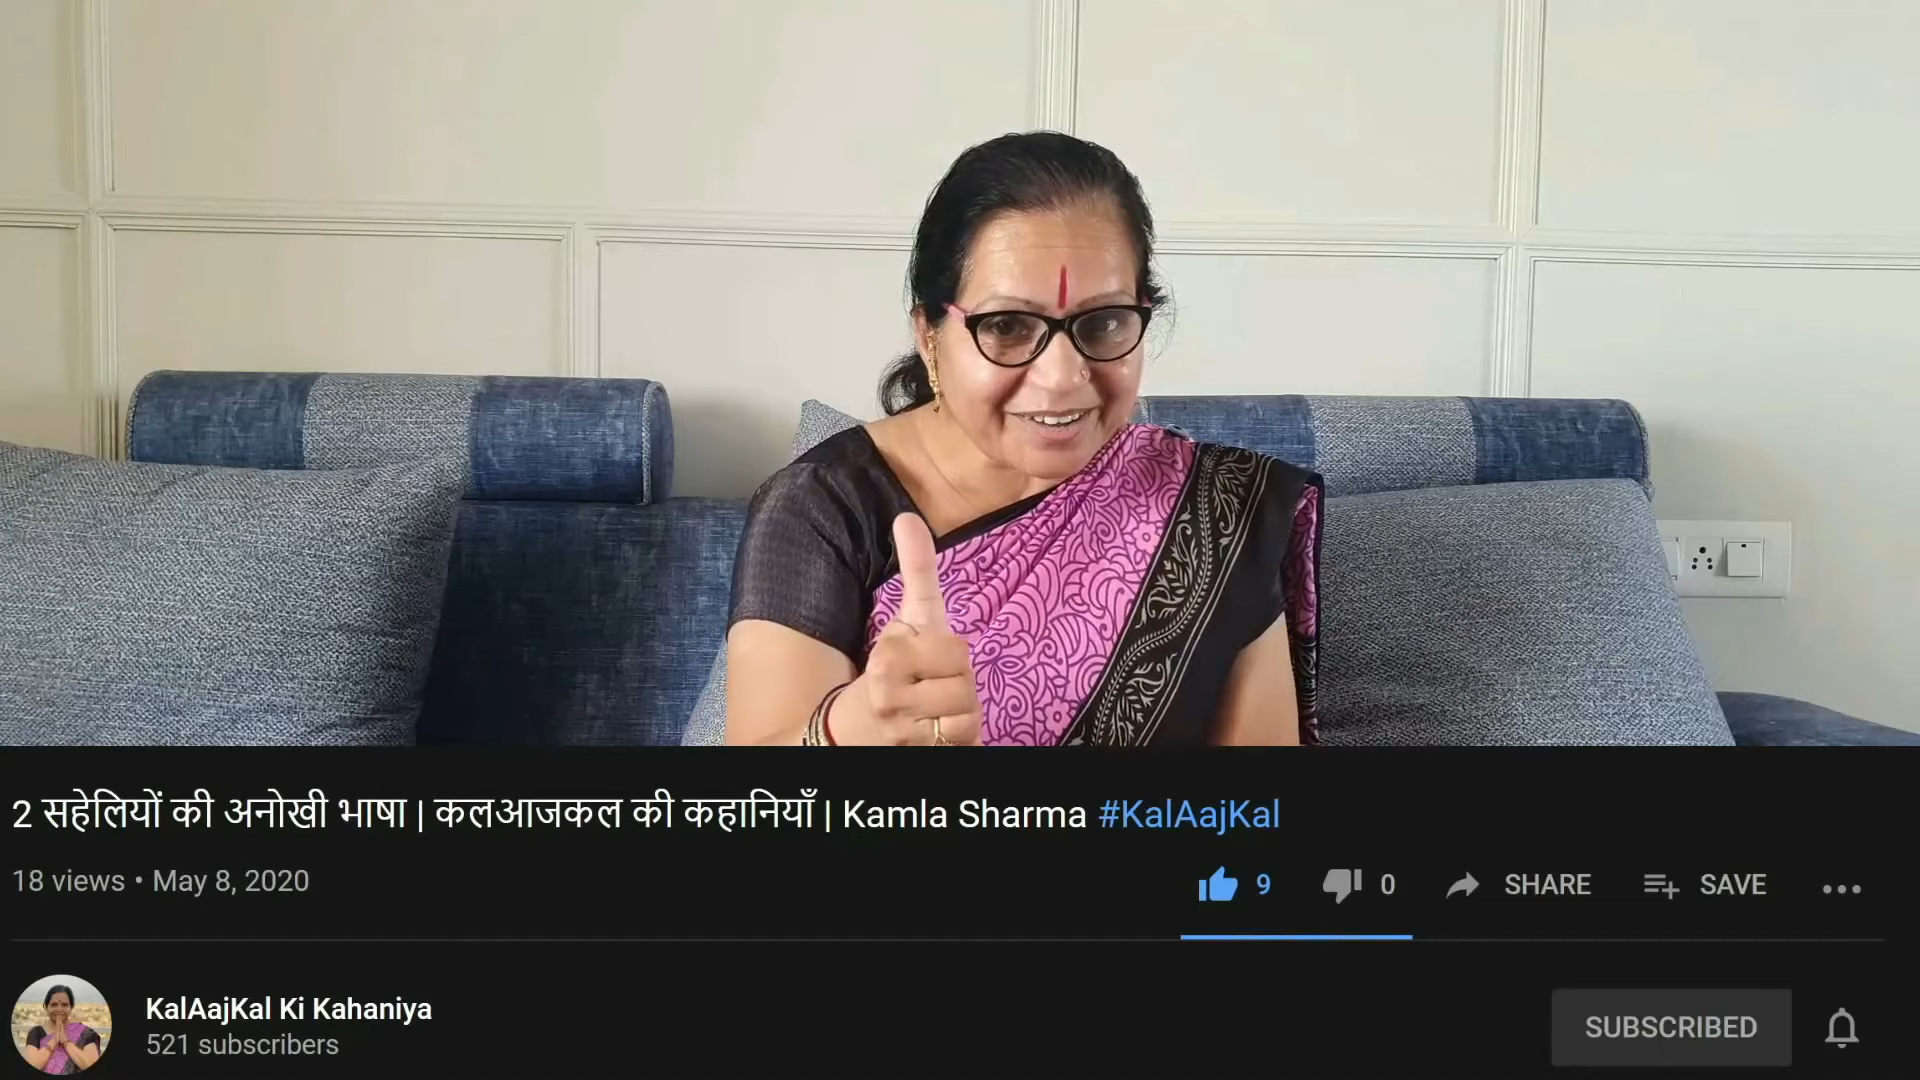 2 सहेलियों की अनोखी भाषा | कलआजकल की कहानियाँ | Kamla Sharma #KalAajKal
18 views • May 8, 2020
9 0 SHARE SAVE
KalAajKal Ki Kahaniya
521 subscribers
SUBSCRIBED